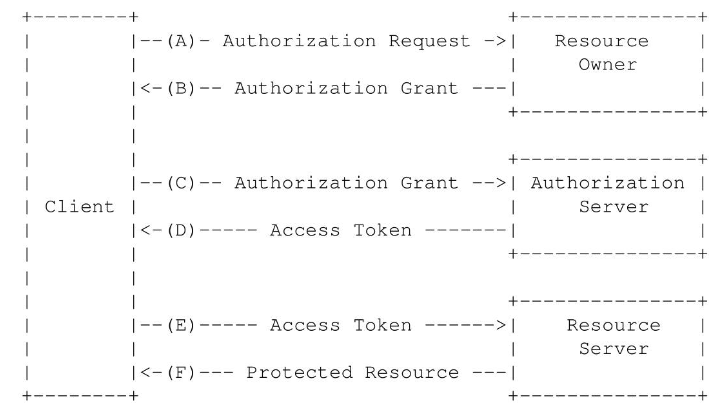 (A) Authorization Request
Resource
Owner
(B) Authorization Grant
(C) Authorization Grant
Authorization
Server
Client
(D) Access Token
(E) Access Token
Resource
Server
(F) Protected Resource